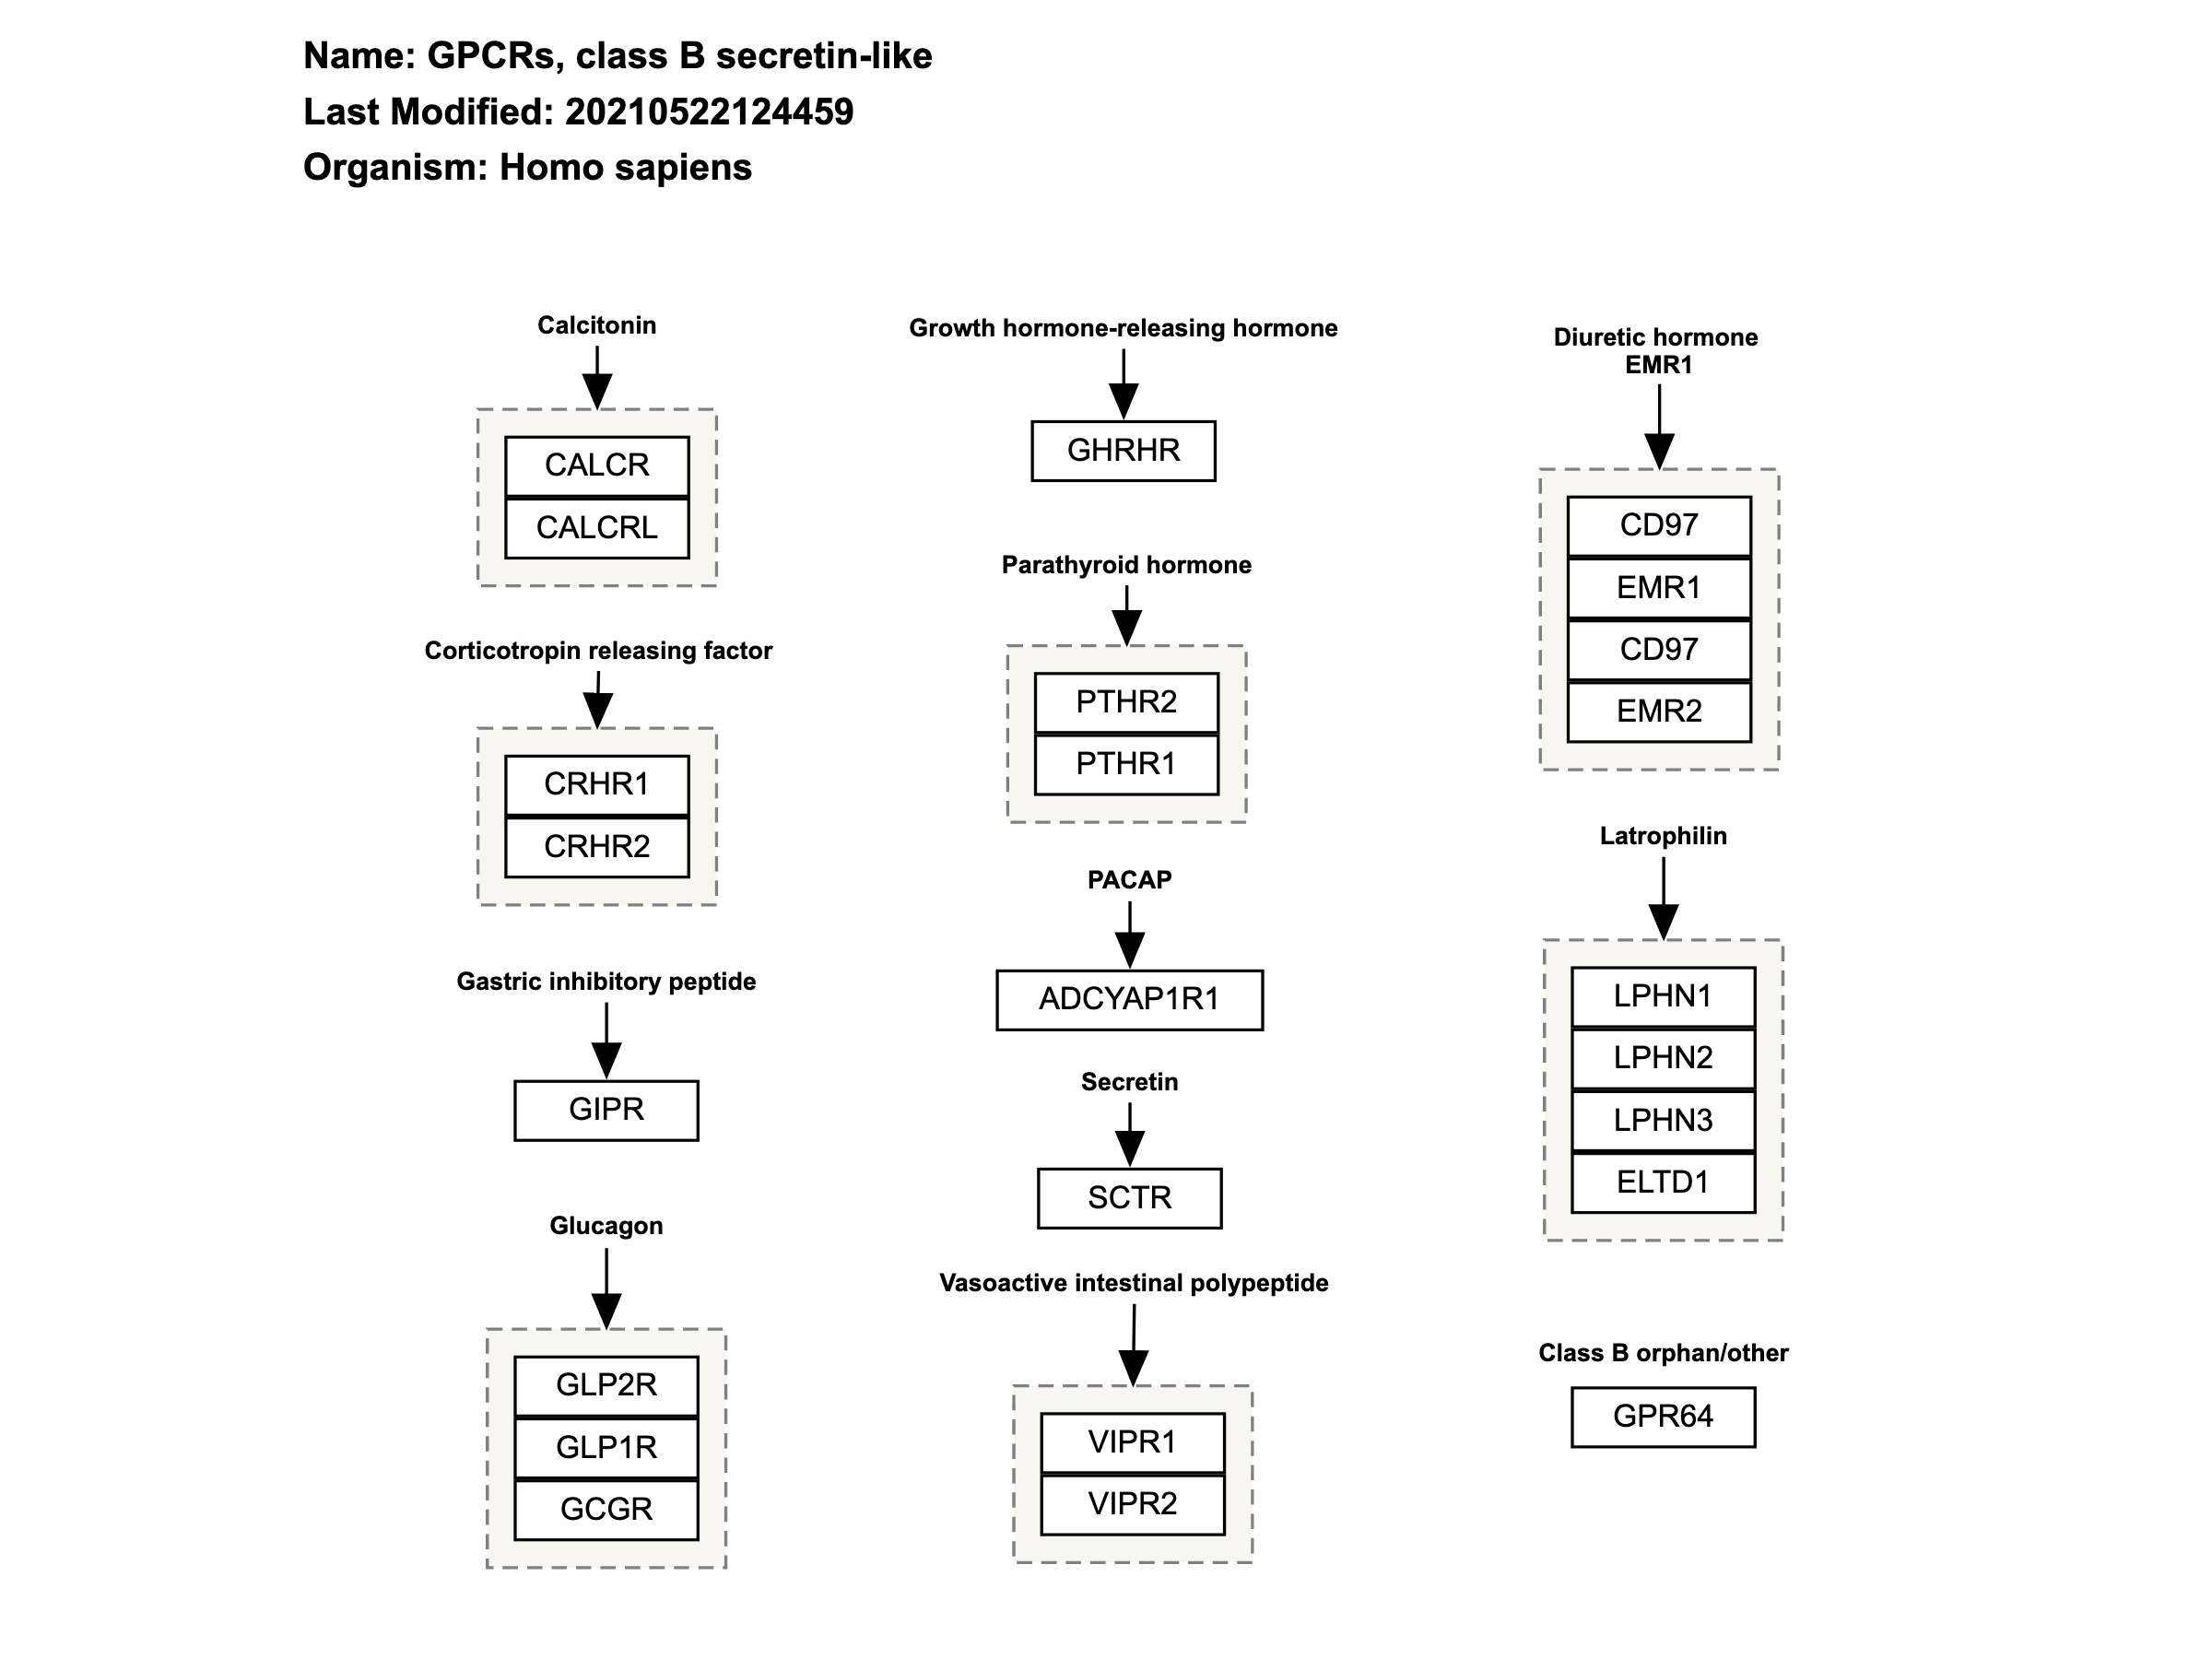 Name: GPCRs, class B secretin-like
Last Modified: 20210522124459
Organism: Homo sapiens
Calcitonin
CALCR
CALCRL
Corticotropin releasing factor
CRHR1
CRHR2
Gastric inhibitory peptide
GIPR
Glucagon
GLP2R
GLP1R
GCGR
Growth hormone-releasing hormone
GHRHR
Parathyroid hormone
PTHR2
PTHR1
PACAP
ADCYAP1R1
Secretin
SCTR
Vasoactive intestinal polypeptide
VIPR1
VIPR2
Diuretic hormone
EMR1
CD97
EMR1
CD97
EMR2
Latrophilin
LPHN1
LPHN2
LPHN3
ELTD1
Class B orphan/other
GPR64